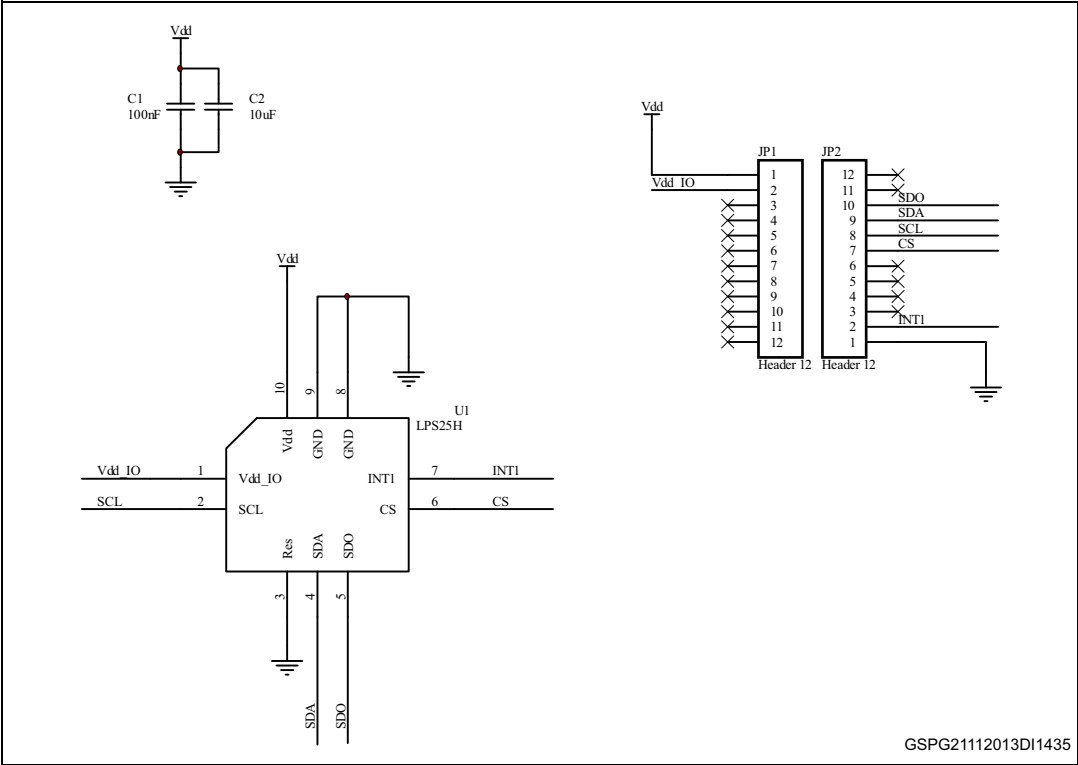 Vdd
C1
100nF
C2
10uF
Vdd
Vdd_IO
JP1
1
2
3
4
5
6
7
8
9
10
11
12
Header 12
JP2
12
11
10
9
8
7
6
5
4
3
2
1
Header 12
SDO
SDA
SCL
CS
INT1
Vdd
10
9
8
U1
LPS25H
Vdd
GND
GND
Vdd_IO
1
Vdd_IO
INT1
7
INT1
SCL
2
SCL
CS
6
CS
Res
SDA
SDO
3
4
5
SDA
SDO
GSPG21112013DI1435